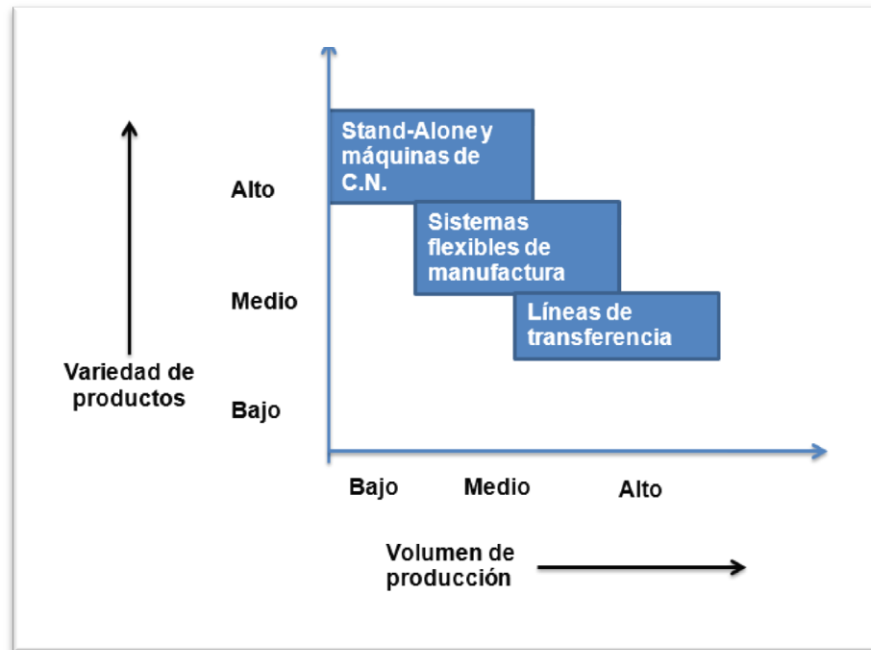 Stand-Alone y
máquinas de
C.N.
Alto
Sistemas
flexibles de
manufactura
Medio
Líneas de
transferencia
Variedad de
productos
Bajo
Bajo Medio Alto
Volumen de
producción